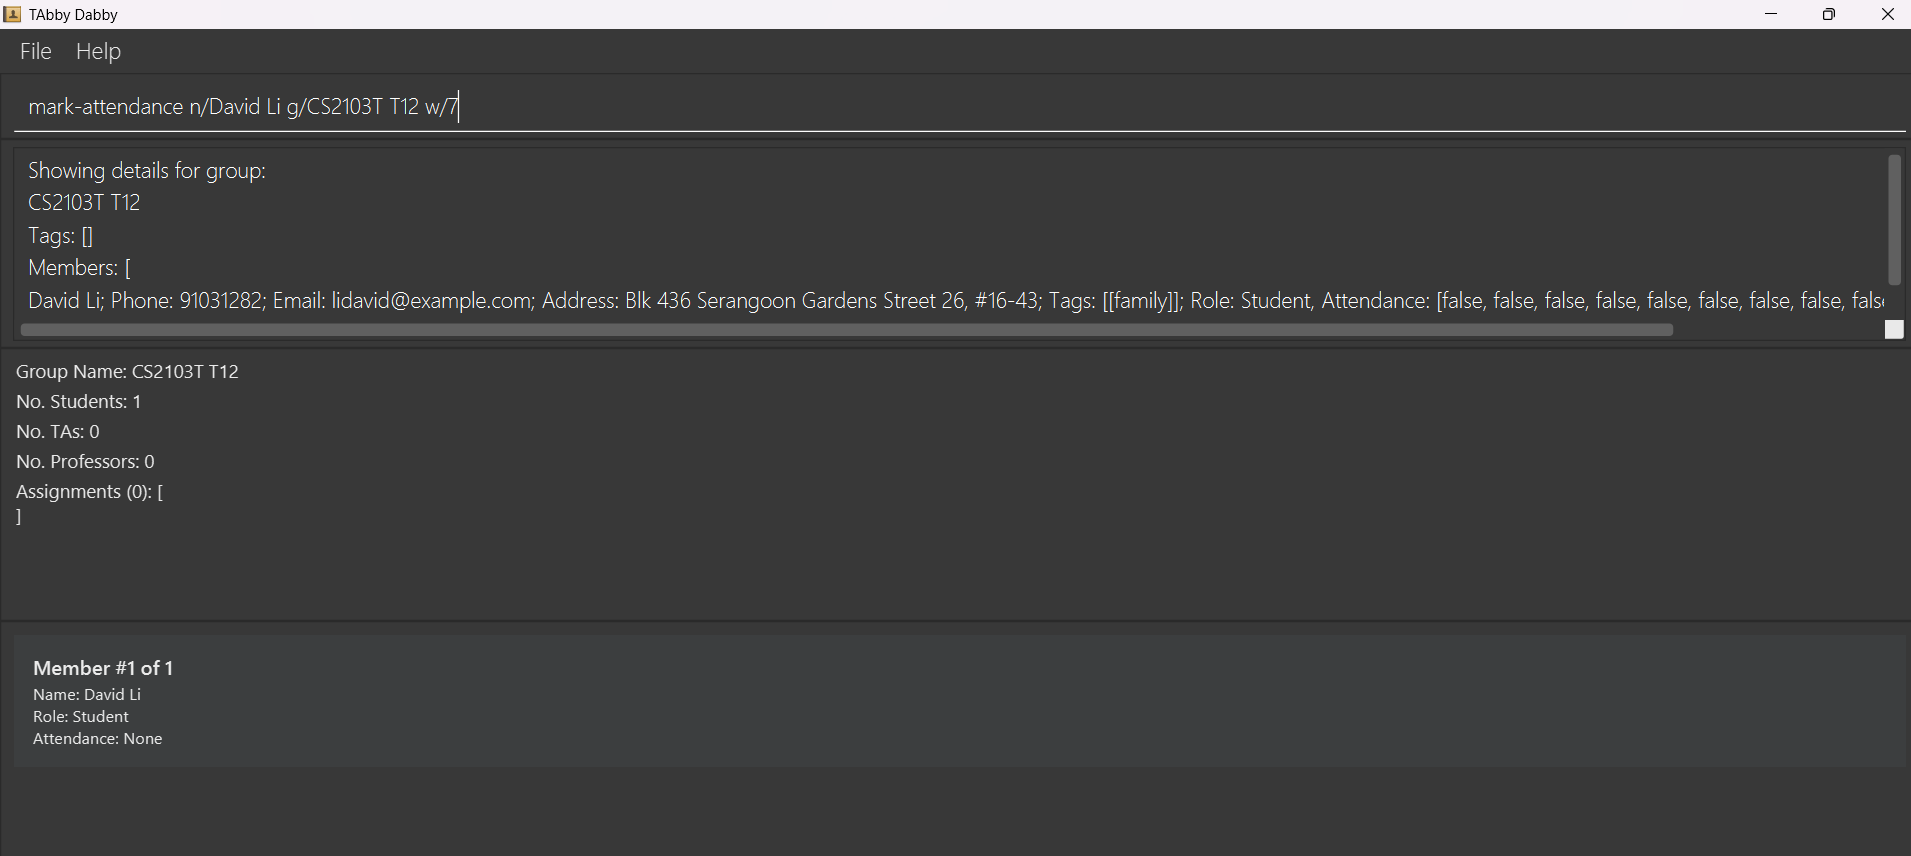 TAbby Dabby
File Help
mark-attendance n/David Li g/CS2103T T12 w/7
Showing details for group:
CS2103T T12
Tags: []
Members: [
David Li; Phone: 91031282; Email: lidavid@example.com; Address: Blk 436 Serangoon Gardens Street 26, #16-43; Tags: [[family]]; Role: Student, Attendance: [false, false, false, false, false, false, false, false, fals
Group Name: CS2103T T12
No. Students: 1
No. TAs: 0
No. Professors: 0
Assignments (0): [
]
Member #1 of 1
Name: David Li
Role: Student
Attendance: None